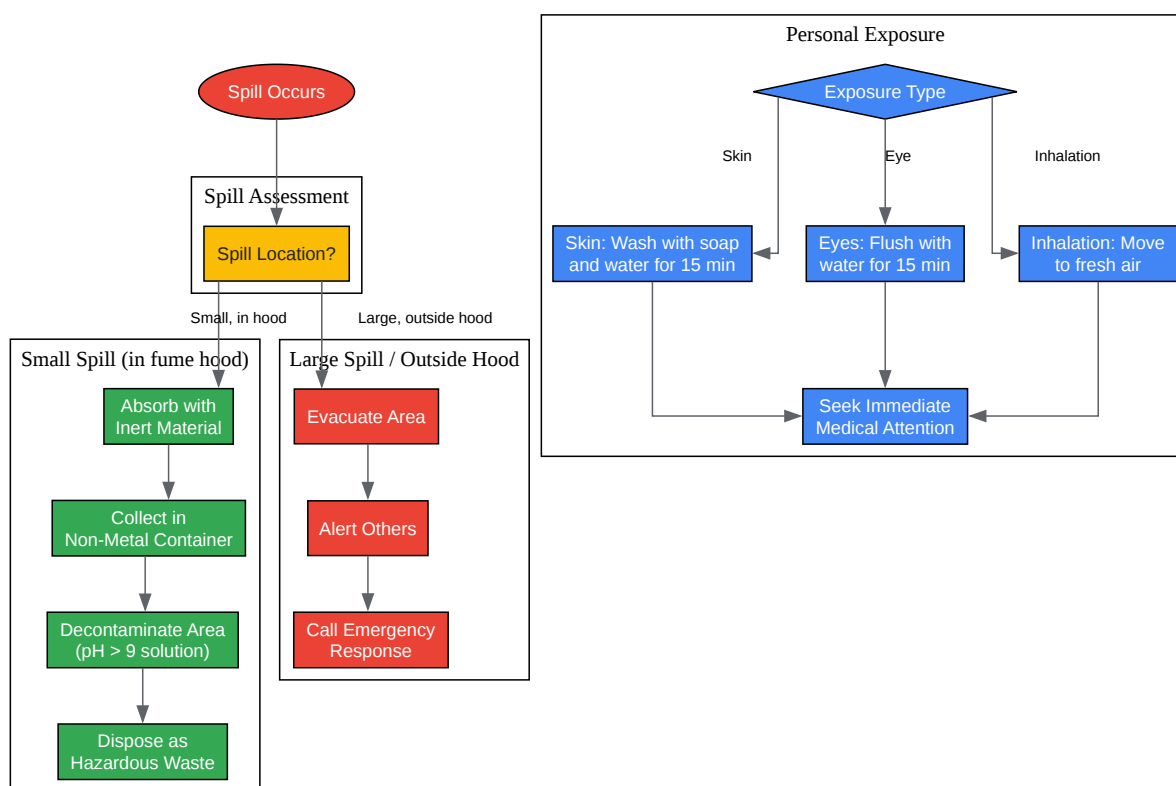 Spill Occurs
Spill Assessment
Spill Location?
Small, in hood
Large, outside hood
Small Spill (in fume hood)
Absorb with
Inert Material
Collect in
Non-Metal Container
Decontaminate Area
(pH > 9 solution)
Dispose as
Hazardous Waste
Large Spill / Outside Hood
Evacuate Area
Alert Others
Call Emergency
Response
Personal Exposure
Exposure Type
Skin
Eye
Inhalation
Skin: Wash with soap
and water for 15 min
Eyes: Flush with
water for 15 min
Inhalation: Move
to fresh air
Seek Immediate
Medical Attention